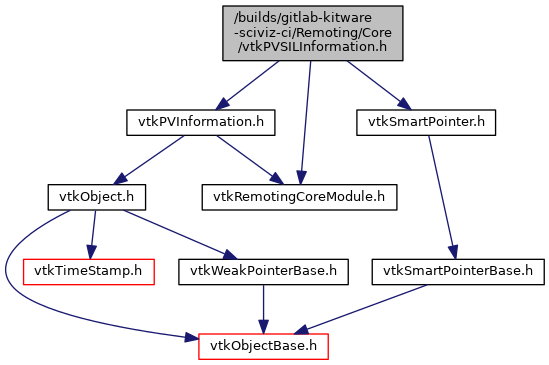 /builds/gitlab-kitware
-sciviz-ci/Remoting/Core
/vtkPVSILInformation.h
vtkPVInformation.h
vtkSmartPointer.h
vtkObject.h
vtkRemotingCoreModule.h
vtkTimeStamp.h
vtkWeakPointerBase.h
vtkSmartPointerBase.h
vtkObjectBase.h